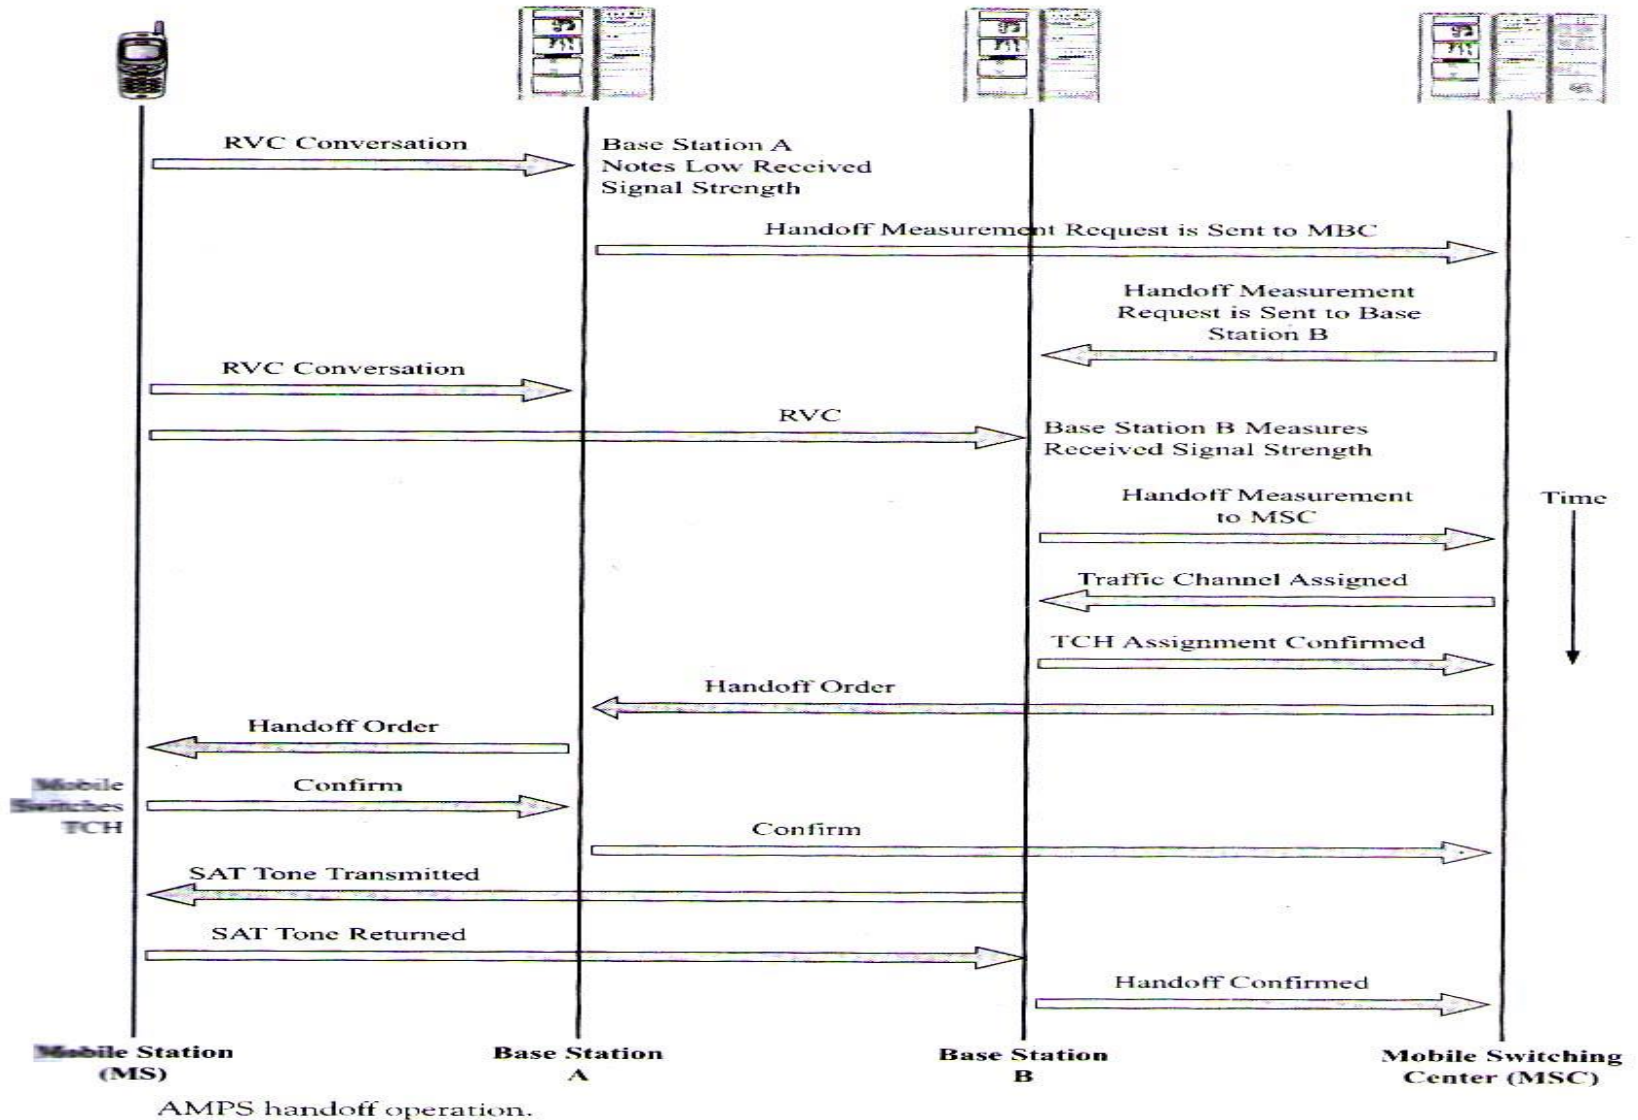 RVC Conversation
Base Station A
Notes Low Received
Signal Strength
Handoff Measurement Request is Sent to MBC
Handoff Measurement
Request is Sent to Base
Station B
RVC Conversation
RVC
Base Station B Measures
Received Signal Strength
Handoff Measurement
to MSC
Time
Traffic Channel Assigned
TCH Assignment Confirmed
Handoff Order
Handoff Order
Mobile
Switches
TCH
Confirm
Confirm
SAT Tone Transmitted
SAT Tone Returned
Handoff Confirmed
Mobile Station
(MS)
Base Station
A
Base Station
B
Mobile Switching
Center (MSC)
AMPS handoff operation.